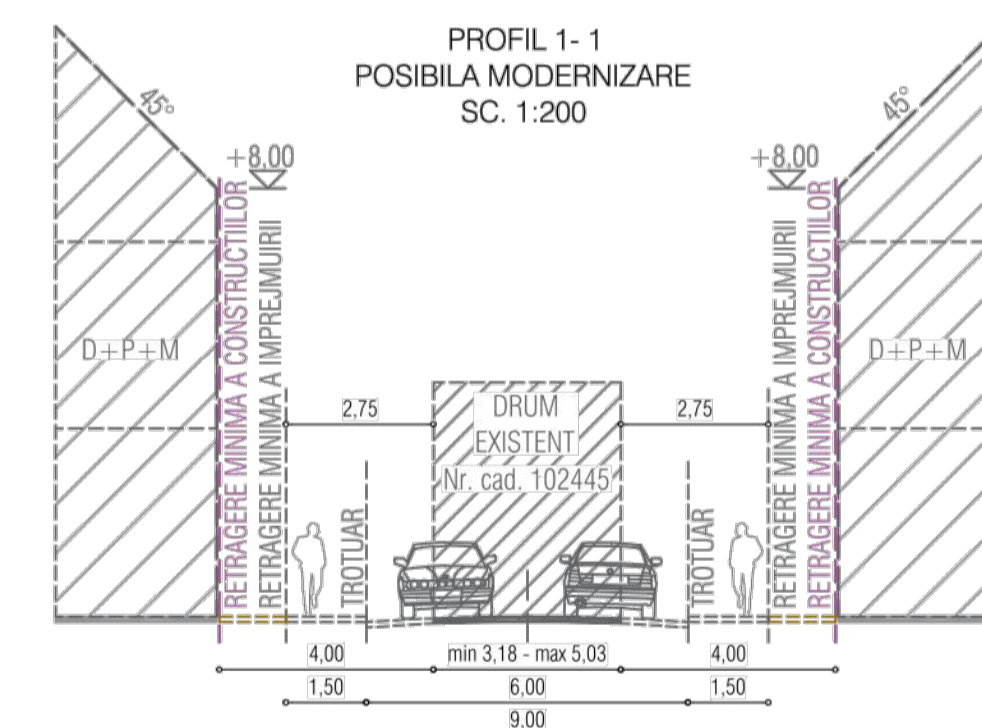 PROFIL 1- 1
POSIBILA MODERNIZARE
SC. 1:200
45°
45°
+8,00
+8,00
RETRAGERE MINIMA A CONSTRUCTIILOR
RETRAGERE MINIMA A IMPREJMUIRII
RETRAGERE MINIMA A IMPREJMUIRII
RETRAGERE MINIMA A CONSTRUCTIILOR
D+P+M
D+P+M
2,75
DRUM
EXISTENT
Nr. cad. 102445
2,75
TROTUAR
TROTUAR
4,00
min 3,18 - max 5,03
4,00
1,50
6,00
1,50
9,00